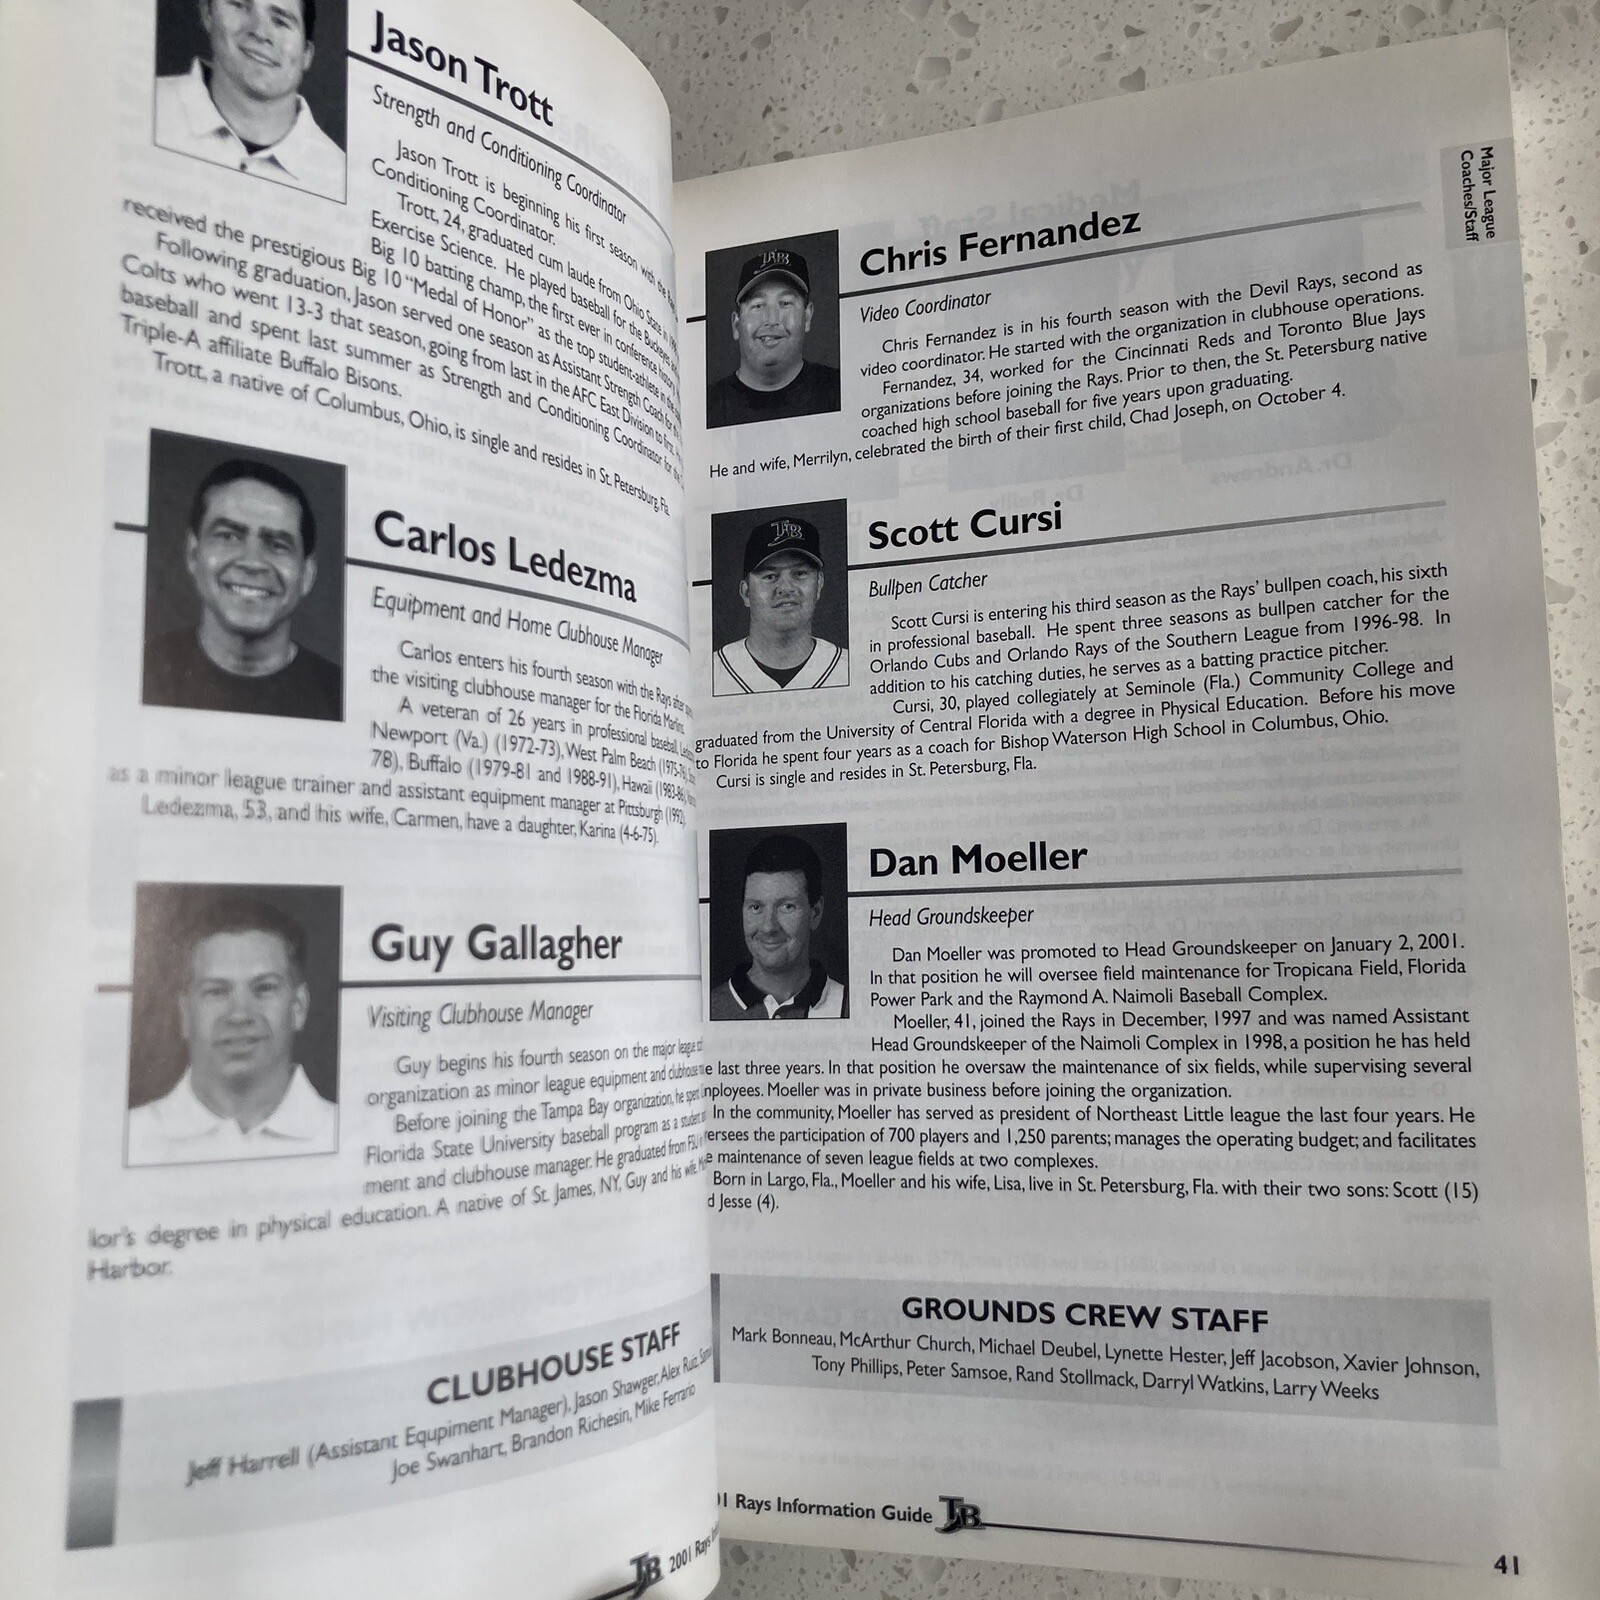 Jason Trott
Strength and Conditioning Coordinator
Jason Trott is beginning his first season with the
Conditioning Coordinator.
Trott, 24, graduated cum laude from Ohio State in
Exercise Science. He played baseball for the Buckeyes
Big 10 batting champ, the first ever in conference history
received the prestigious Big 10 "Medal of Honor" as the top student-athlete in the
Following graduation, Jason served one season as Assistant Strength Coach for the
Colts who went 13-3 that season, going from last in the AFC East Division to first. He
baseball and spent last summer as Strength and Conditioning Coordinator for the
Triple-A affiliate Buffalo Bisons.
Trott, a native of Columbus, Ohio, is single and resides in St. Petersburg, Fla.
Carlos Ledezma
Equipment and Home Clubhouse Manager
Carlos enters his fourth season with the Rays after
the visiting clubhouse manager for the Florida Marlins.
A veteran of 26 years in professional baseball,
Newport (Va.) (1972-73), West Palm Beach (1975-76),
78), Buffalo (1979-81 and 1988-91), Hawaii (1983-86),
as a minor league trainer and assistant equipment manager at Pittsburgh (1992).
Ledezma, 53, and his wife, Carmen, have a daughter, Karina (4-6-75).
Guy Gallagher
Visiting Clubhouse Manager
Guy begins his fourth season on the major league
organization as minor league equipment and clubhouse
Before joining the Tampa Bay organization, he spent
Florida State University baseball program as a student
ment and clubhouse manager. He graduated from FSU
lor's degree in physical education. A native of St. James, NY, Guy and his wife,
Harbor.
CLUBHOUSE STAFF
Jeff Harrell (Assistant Equpiment Manager), Jason Shawger, Alex Ruiz,
Joe Swanhart, Brandon Richesin, Mike Ferrario
TB 2001 Rays
Major League
Coaches/Staff
Chris Fernandez
Video Coordinator
Chris Fernandez is in his fourth season with the Devil Rays, second as
video coordinator. He started with the organization in clubhouse operations.
Fernandez, 34, worked for the Cincinnati Reds and Toronto Blue Jays
organizations before joining the Rays. Prior to then, the St. Petersburg native
coached high school baseball for five years upon graduating.
He and wife, Merrilyn, celebrated the birth of their first child, Chad Joseph, on October 4.
Scott Cursi
Bullpen Catcher
Scott Cursi is entering his third season as the Rays' bullpen coach, his sixth
in professional baseball. He spent three seasons as bullpen catcher for the
Orlando Cubs and Orlando Rays of the Southern League from 1996-98. In
addition to his catching duties, he serves as a batting practice pitcher.
Cursi, 30, played collegiately at Seminole (Fla.) Community College and
graduated from the University of Central Florida with a degree in Physical Education. Before his move
to Florida he spent four years as a coach for Bishop Waterson High School in Columbus, Ohio.
Cursi is single and resides in St. Petersburg, Fla.
Dan Moeller
Head Groundskeeper
Dan Moeller was promoted to Head Groundskeeper on January 2, 2001.
In that position he will oversee field maintenance for Tropicana Field, Florida
Power Park and the Raymond A. Naimoli Baseball Complex.
Moeller, 41, joined the Rays in December, 1997 and was named Assistant
Head Groundskeeper of the Naimoli Complex in 1998, a position he has held
e last three years. In that position he oversaw the maintenance of six fields, while supervising several
mployees. Moeller was in private business before joining the organization.
In the community, Moeller has served as president of Northeast Little league the last four years. He
ersees the participation of 700 players and 1,250 parents; manages the operating budget; and facilitates
e maintenance of seven league fields at two complexes.
Born in Largo, Fla., Moeller and his wife, Lisa, live in St. Petersburg, Fla. with their two sons: Scott (15)
d Jesse (4).
GROUNDS CREW STAFF
Mark Bonneau, McArthur Church, Michael Deubel, Lynette Hester, Jeff Jacobson, Xavier Johnson,
Tony Phillips, Peter Samsoe, Rand Stollmack, Darryl Watkins, Larry Weeks
01 Rays Information Guide TB
41